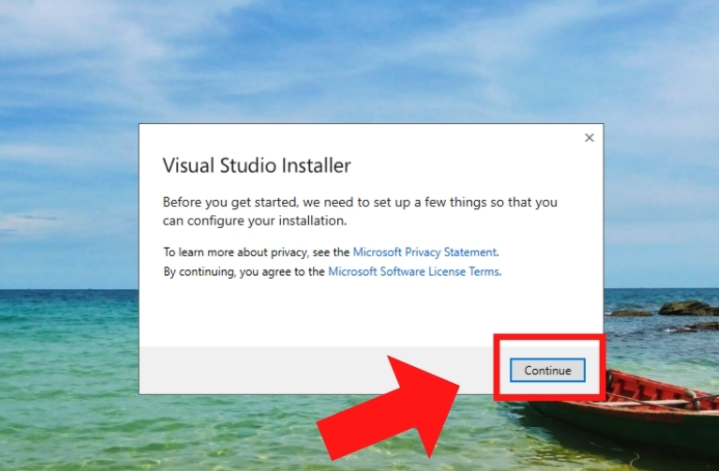 Visual Studio Installer
Before you get started, we need to set up a few things so that you
can configure your installation.
To learn more about privacy, see the Microsoft Privacy Statement.
By continuing, you agree to the Microsoft Software License Terms.
Continue